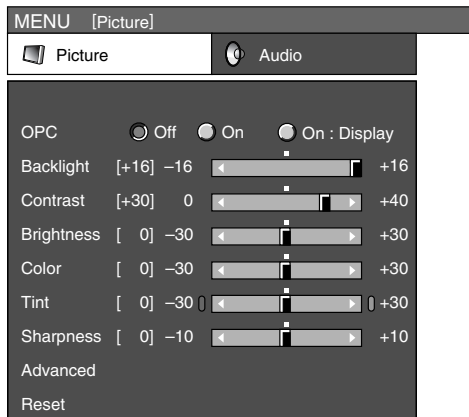 MENU [Picture]
Picture Audio
OPC Off On On : Display
Backlight [+16] –16 +16
Contrast [+30] 0 +40
Brightness [ 0] –30 +30
Color [ 0] –30 +30
Tint [ 0] –30 +30
Sharpness [ 0] –10 +10
Advanced
Reset